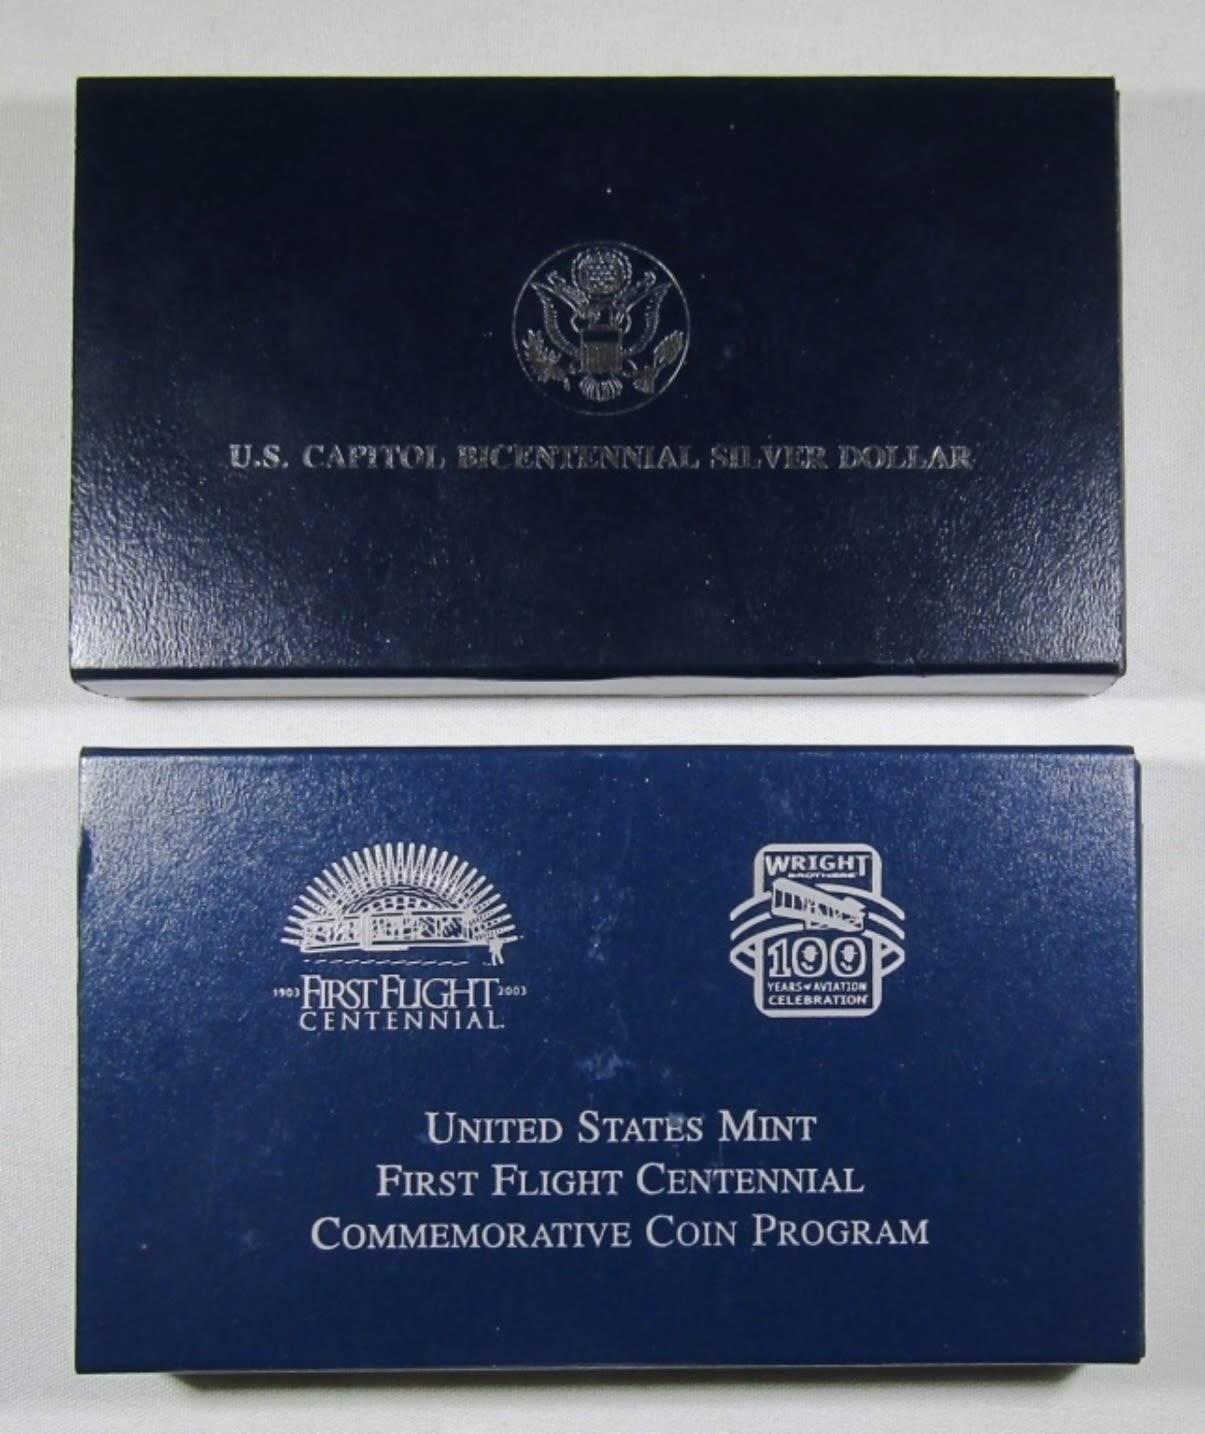 U.S. CAPITOL BICENTENNIAL SILVER DOLLAR
1903 FIRST FLIGHT 2003
CENTENNIAL.
WRIGHT
BROTHERS
100
YEARS of AVIATION
CELEBRATION
UNITED STATES MINT
FIRST FLIGHT CENTENNIAL
COMMEMORATIVE COIN PROGRAM